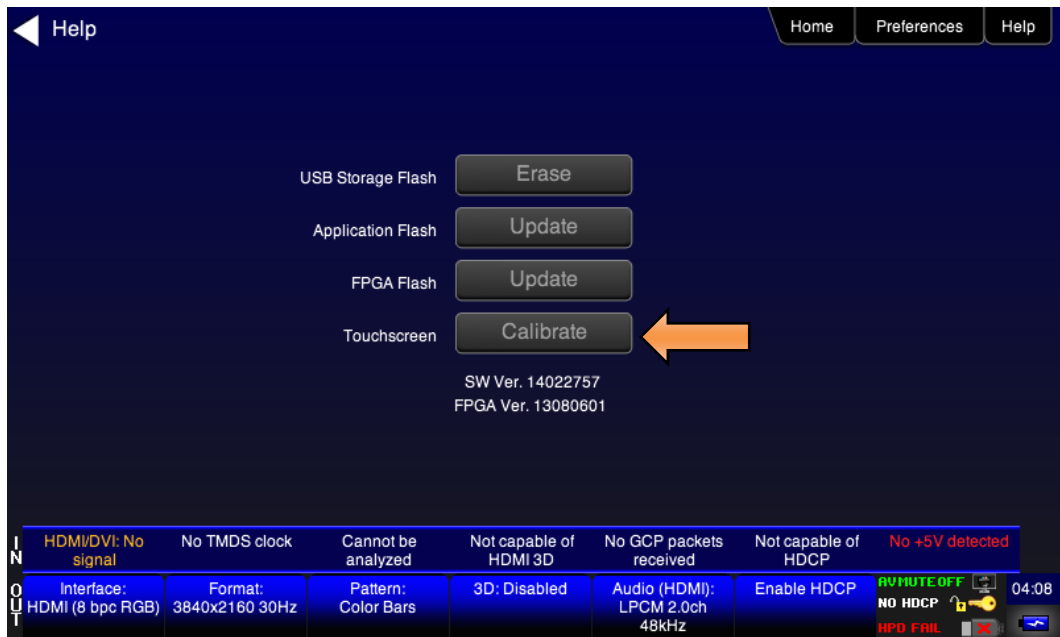 Help
Home
Preferences
Help
USB Storage Flash
Erase
Application Flash
Update
FPGA Flash
Update
Touchscreen
Calibrate
SW Ver. 14022757
FPGA Ver. 13080601
IN
HDMI/DVI: No
signal
No TMDS clock
Cannot be
analyzed
Not capable of
HDMI 3D
No GCP packets
received
Not capable of
HDCP
No +5V detected
OUT
Interface:
HDMI (8 bpc RGB)
Format:
3840x2160 30Hz
Pattern:
Color Bars
3D: Disabled
Audio (HDMI):
LPCM 2.0ch
48kHz
Enable HDCP
AVMUTEOFF
NO HDCP
HPD FAIL
04:08